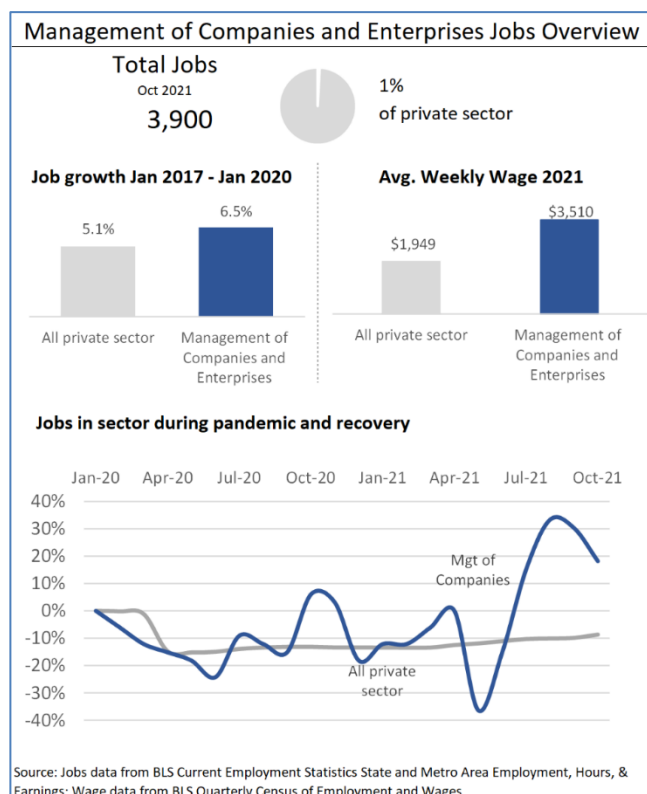 Management of Companies and Enterprises Jobs Overview
Total Jobs
Oct 2021
3,900
1%
of private sector
Job growth Jan 2017 - Jan 2020
5.1%
6.5%
All private sector
Management of
Companies and
Enterprises
Avg. Weekly Wage 2021
$1,949
$3,510
All private sector
Management of
Companies and
Enterprises
Jobs in sector during pandemic and recovery
Jan-20 Apr-20 Jul-20 Oct-20 Jan-21 Apr-21 Jul-21 Oct-21
40%
30%
20%
10%
0%
-10%
-20%
-30%
-40%
Mgt of
Companies
All private
sector
Source: Jobs data from BLS Current Employment Statistics State and Metro Area Employment, Hours, &
Earnings; Wage data from BLS Quarterly Census of Employment and Wages